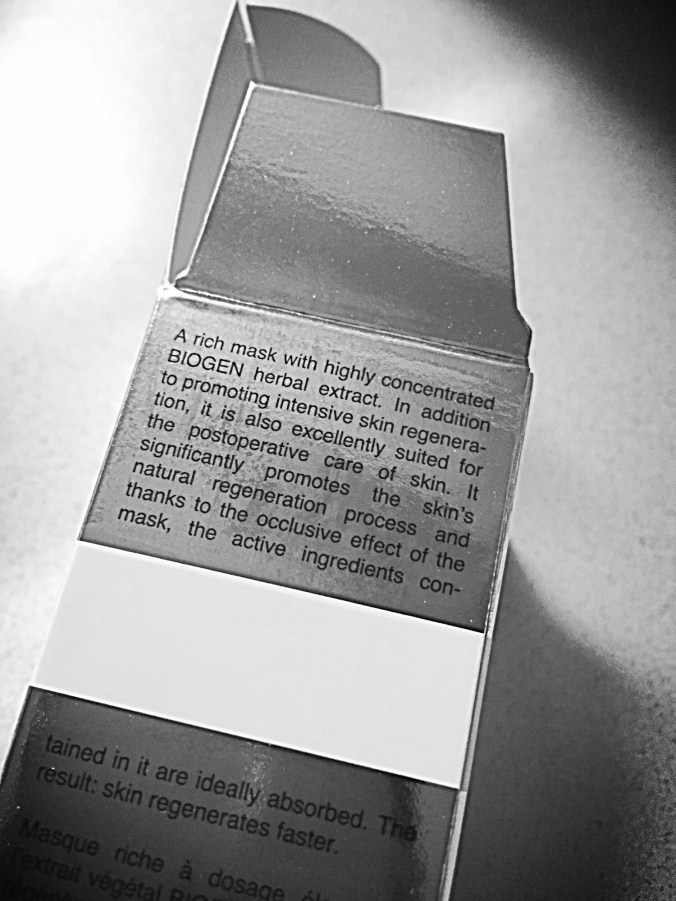 A rich mask with highly concentrated
BIOGEN herbal extract. In addition
to promoting intensive skin regenera-
tion, it is also excellently suited for
the postoperative care of skin. It
significantly promotes the skin's
natural regeneration process and
thanks to the occlusive effect of the
mask, the active ingredients con-
tained in it are ideally absorbed. The
result: skin regenerates faster.
Masque riche à dosage
l'extrait végétal